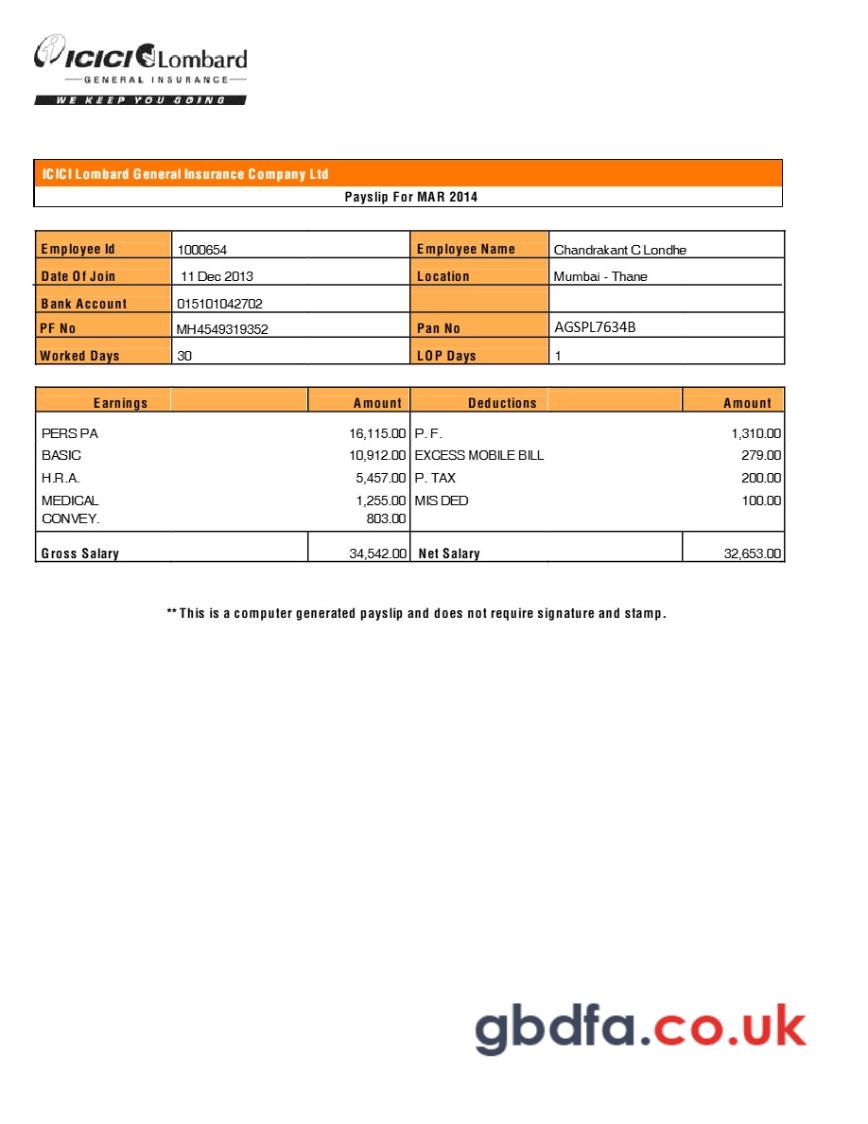 ICICI Lombard
GENERAL INSURANCE
WE KEEP YOU GOING
ICICI Lombard General Insurance Company Ltd
Payslip For MAR 2014
Employee Id 1000654 Employee Name Chandrakant C Londhe
Date Of Join 11 Dec 2013 Location Mumbai - Thane
Bank Account 015101042702
PF No MH4549319352 Pan No AGSPL7634B
Worked Days 30 LOP Days 1
Earnings Amount Deductions Amount
PERS PA 16,115.00 P. F. 1,310.00
BASIC 10,912.00 EXCESS MOBILE BILL 279.00
H.R.A. 5,457.00 P. TAX 200.00
MEDICAL 1,255.00 MIS DED 100.00
CONVEY. 803.00
Gross Salary 34,542.00 Net Salary 32,653.00
** This is a computer generated payslip and does not require signature and stamp.
gbdfa.co.uk